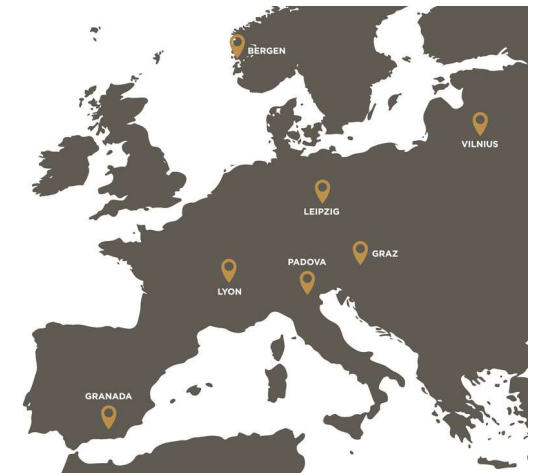 BERGEN
VILNIUS
LEIPZIG
GRAZ
PADOVA
LYON
GRANADA